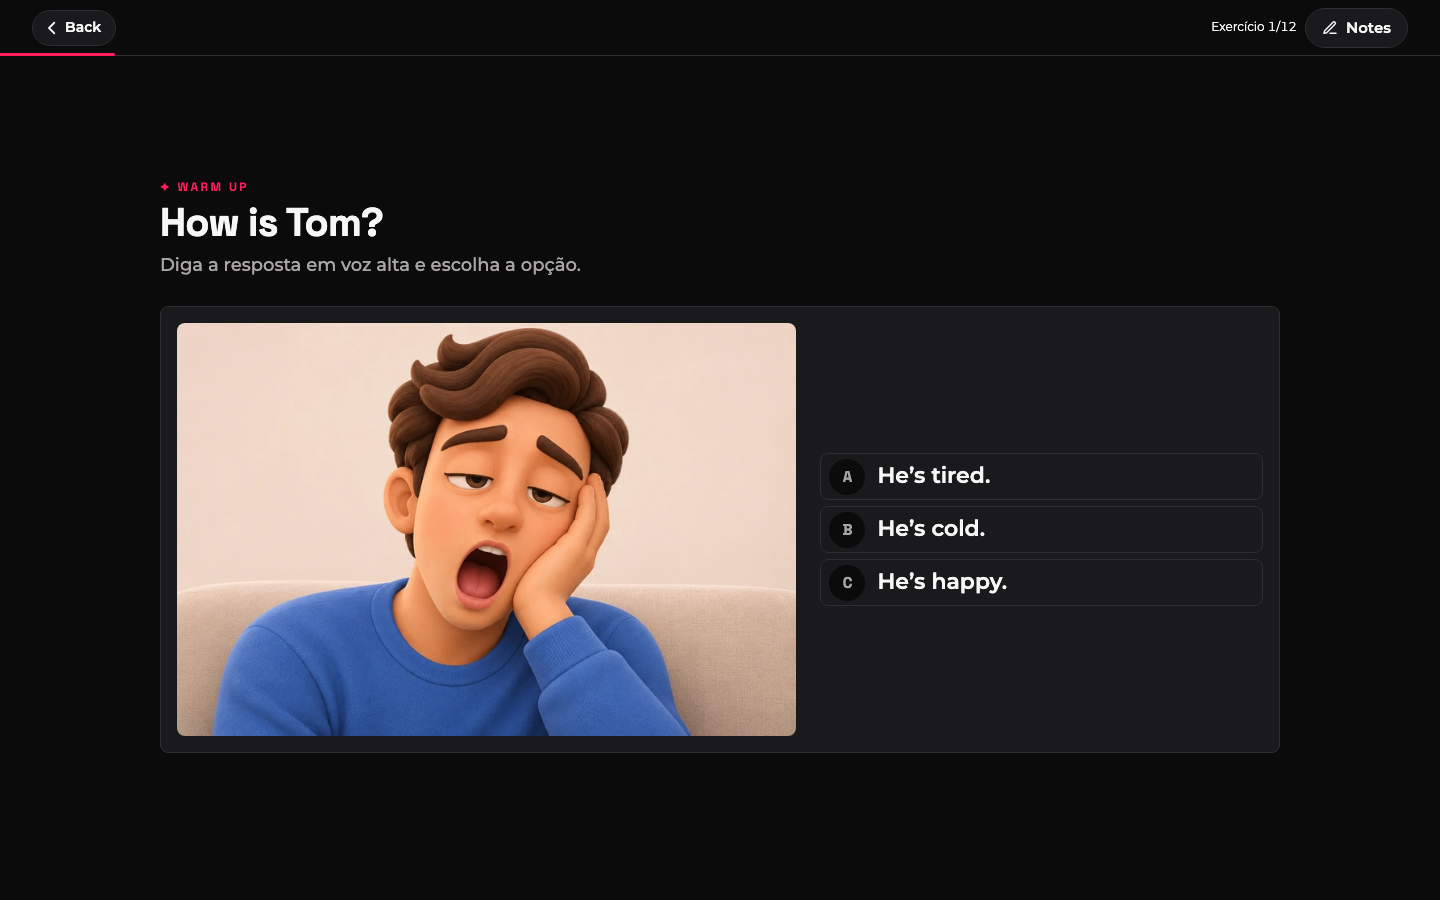 Back
Exercício 1/12
Notes
WARM UP
How is Tom?
Diga a resposta em voz alta e escolha a opção.
A He’s tired.
B He’s cold.
C He’s happy.